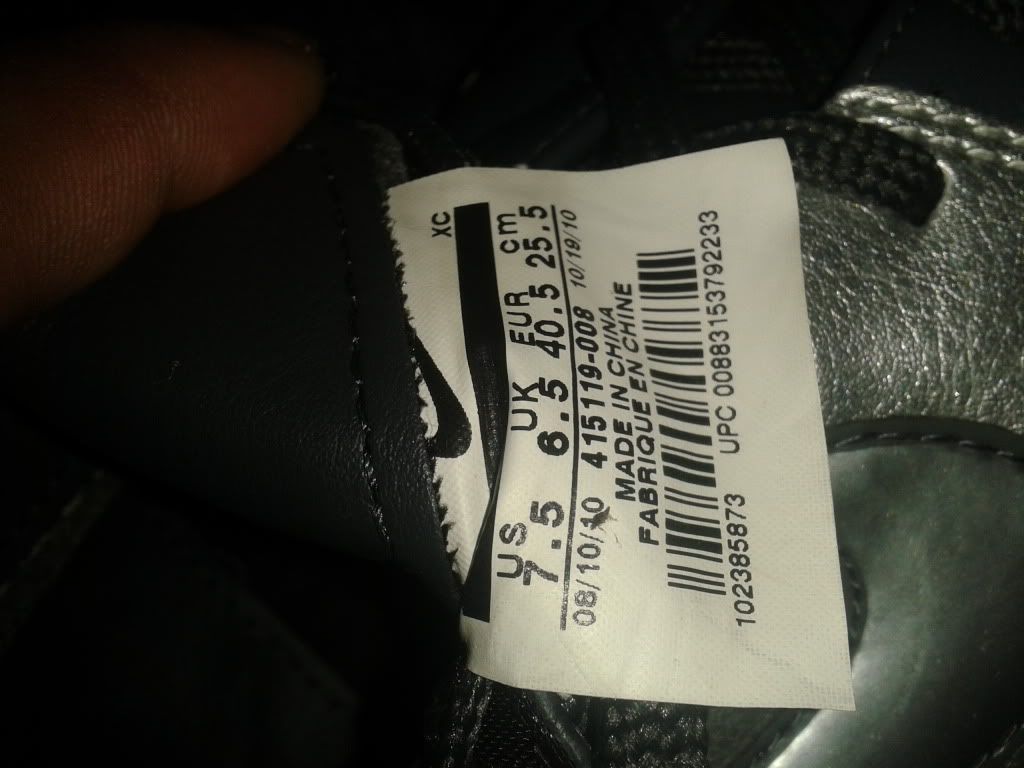 XC
US UK EUR cm
7.5 6.5 40.5 25.5
08/10/10 415119-008 10/19/10
MADE IN CHINA
FABRIQUE EN CHINE
102385873 UPC 00883153792233